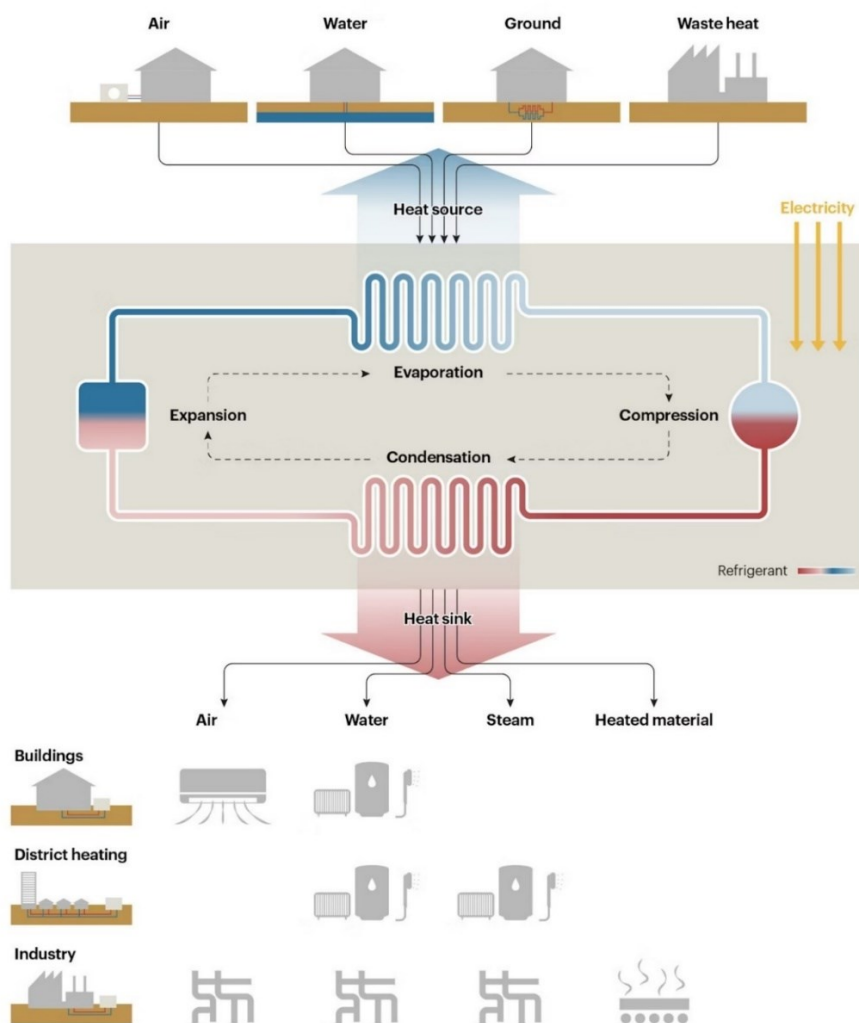 Air Water Ground Waste heat
Heat source
Electricity
Evaporation
Expansion Compression
Condensation
Refrigerant
Heat sink
Air Water Steam Heated material
Buildings
District heating
Industry